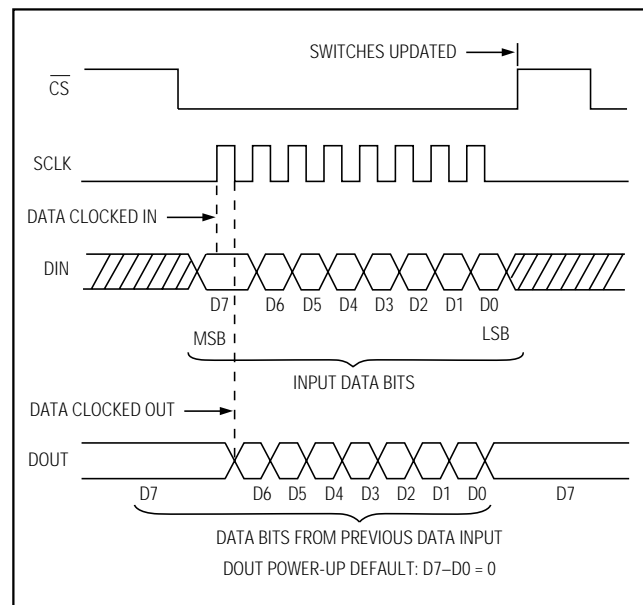 SWITCHES UPDATED
CS
SCLK
DATA CLOCKED IN
DIN
D7 D6 D5 D4 D3 D2 D1 D0
MSB LSB
INPUT DATA BITS
DATA CLOCKED OUT
DOUT
D7 D6 D5 D4 D3 D2 D1 D0 D7
DATA BITS FROM PREVIOUS DATA INPUT
DOUT POWER-UP DEFAULT: D7–D0 = 0